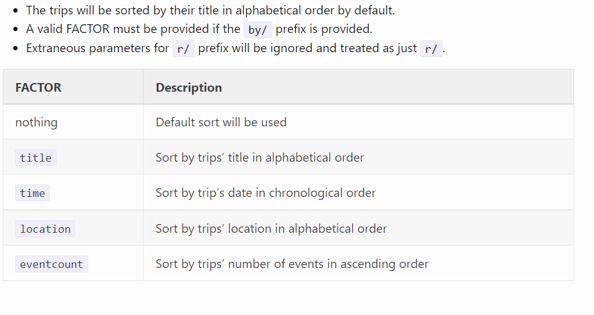 The trips will be sorted by their title in alphabetical order by default.
A valid FACTOR must be provided if the by/ prefix is provided.
Extraneous parameters for r/ prefix will be ignored and treated as just r/ .
FACTOR Description
nothing Default sort will be used
title Sort by trips’ title in alphabetical order
time Sort by trip’s date in chronological order
location Sort by trips’ location in alphabetical order
eventcount Sort by trips’ number of events in ascending order